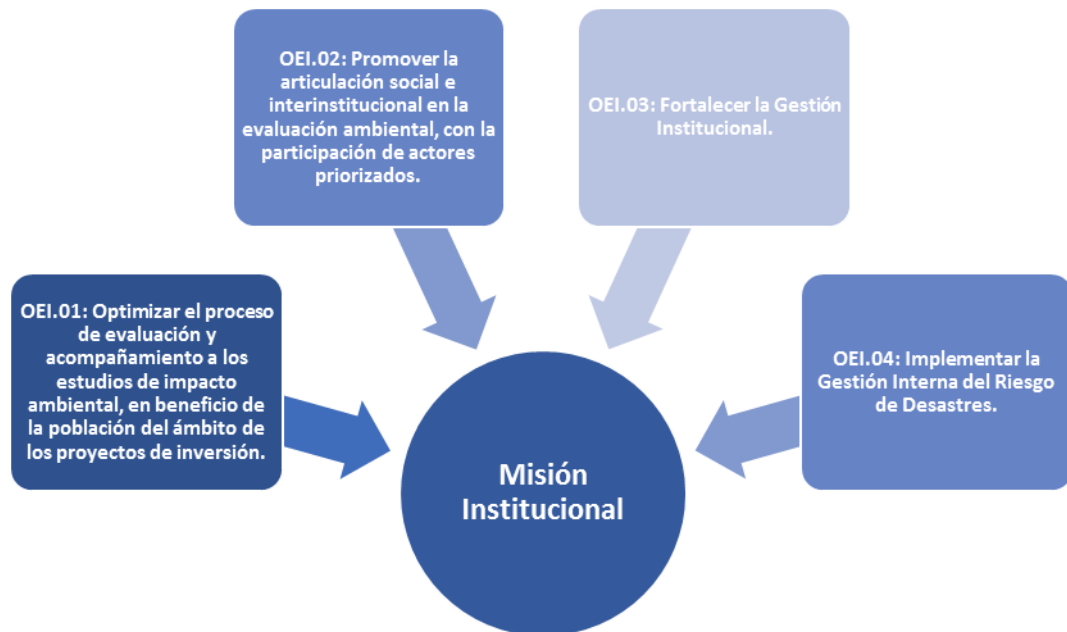 OEI.01: Optimizar el proceso
de evaluación y
acompañamiento a los
estudios de impacto
ambiental, en beneficio de
la población del ámbito de
los proyectos de inversión.
OEI.02: Promover la
articulación social e
interinstitucional en la
evaluación ambiental, con la
participación de actores
priorizados.
OEI.03: Fortalecer la Gestión
Institucional.
OEI.04: Implementar la
Gestión Interna del Riesgo
de Desastres.
Misión
Institucional